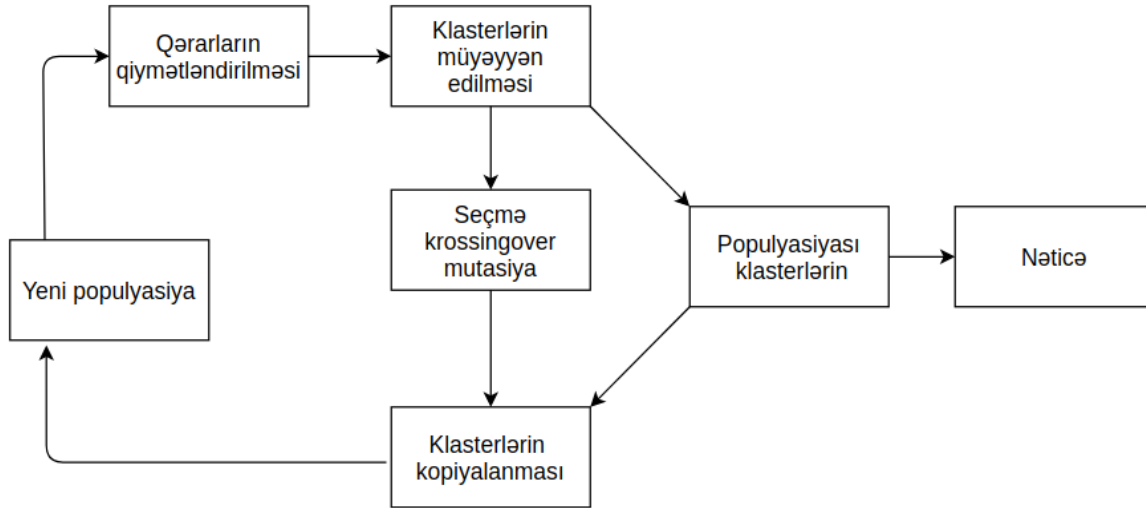 Qərarların
qiymətləndirilməsi
Klasterlərin
müyəyyən
edilməsi
Seçmə
krossingover
mutasiya
Populyasiyası
klasterlərin
Nəticə
Yeni populyasiya
Klasterlərin
kopiyalanması